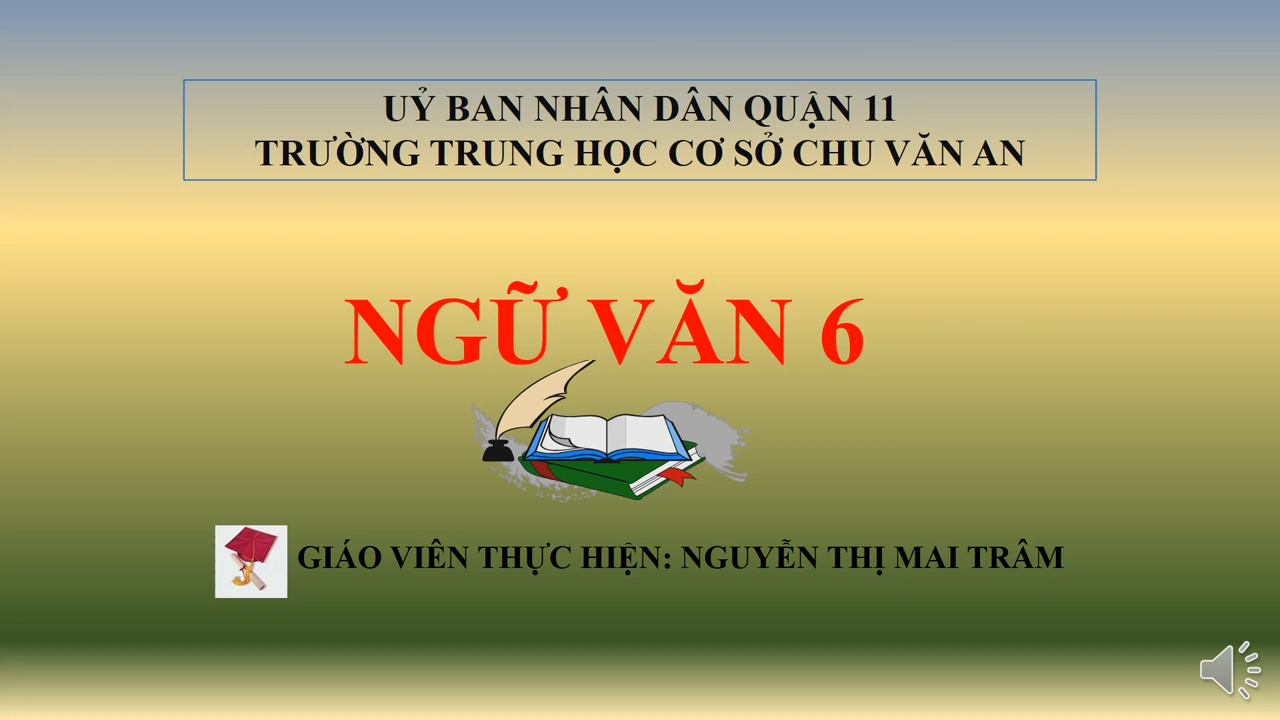 UỶ BAN NHÂN DÂN QUẬN 11
TRƯỜNG TRUNG HỌC CƠ SỞ CHU VĂN AN
NGỮ VĂN 6
GIÁO VIÊN THỰC HIỆN: NGUYỄN THỊ MAI TRÂM